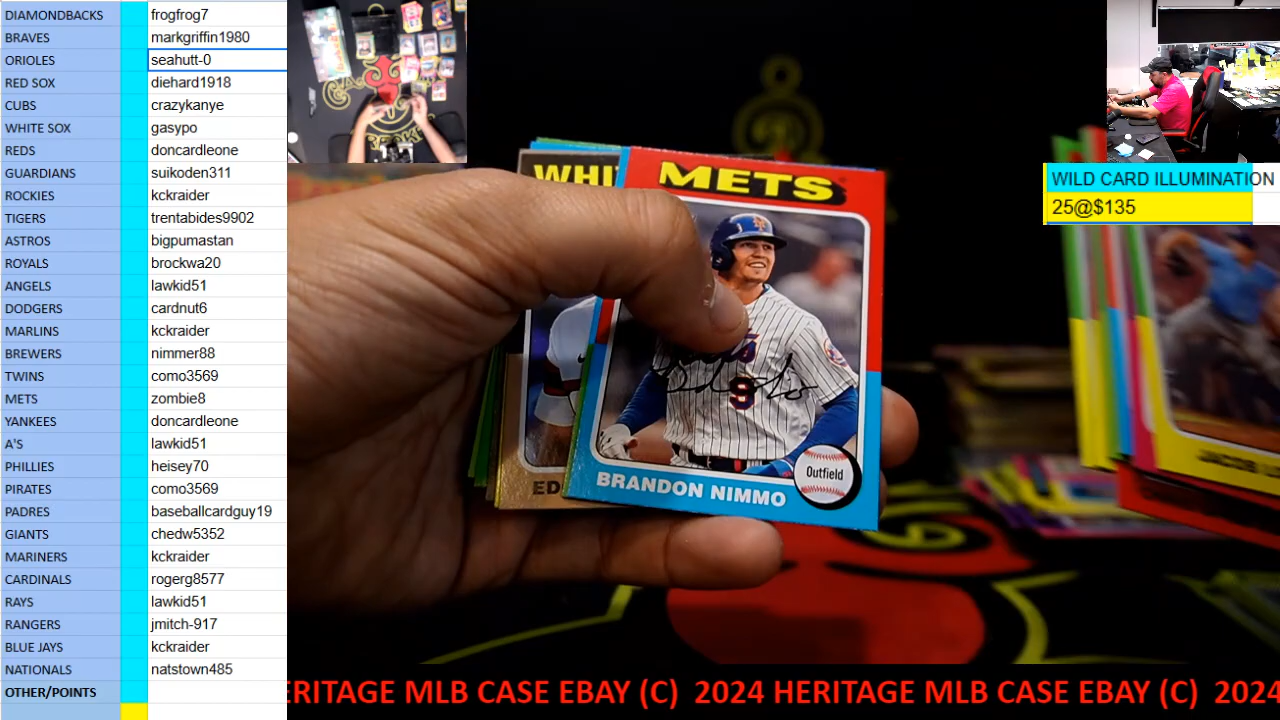 DIAMONDBACKS frogfrog7
BRAVES markgriffin1980
ORIOLES seahutt-0
RED SOX diehard1918
CUBS crazykanye
WHITE SOX gasypo
REDS doncardleone
GUARDIANS suikoden311
ROCKIES kckraider
TIGERS trentabides9902
ASTROS bigpumastan
ROYALS brockwa20
ANGELS lawkid51
DODGERS cardnut6
MARLINS kckraider
BREWERS nimmer88
TWINS como3569
METS zombie8
YANKEES doncardleone
A'S lawkid51
PHILLIES heisey70
PIRATES como3569
PADRES baseballcardguy19
GIANTS chedw5352
MARINERS kckraider
CARDINALS rogerg8577
RAYS lawkid51
RANGERS jmitch-917
BLUE JAYS kckraider
NATIONALS natstown485
OTHER/POINTS
WILD CARD ILLUMINATION
25@$135
WHI
METS
9
Outfield
BRANDON NIMMO
ED
ERITAGE MLB CASE EBAY (C) 2024 HERITAGE MLB CASE EBAY (C) 2024